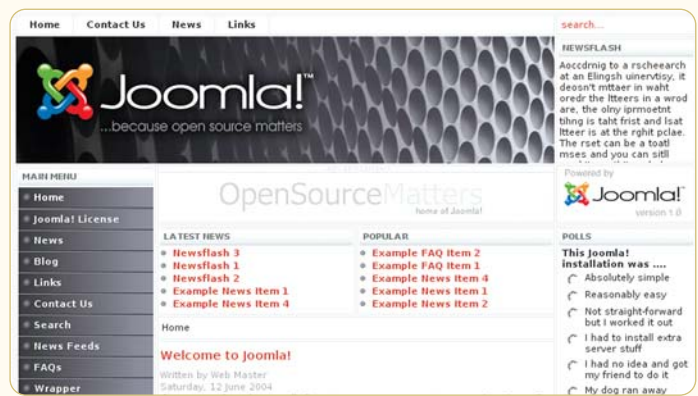 Home Contact Us News Links
search...
Joomla!™
...because open source matters
NEWSFLASH
Aoccdrnig to a rscheearch
at an Elingsh uinervtisy, it
deosn't mttaer in waht
oredr the ltteers in a wrod
are, the olny iprmoetnt
tihng is taht frist and lsat
ltteer is at the rghit pclae.
The rset can be a toatl
mses and you can sitll
MAIN MENU
Home
Joomla! License
News
Blog
Links
Contact Us
Search
News Feeds
FAQs
Wrapper
OpenSourceMatters
home of Joomla!
Powered by
Joomla!
version 1.0
LATEST NEWS
Newsflash 3
Newsflash 1
Newsflash 2
Example News Item 1
Example News Item 4
POPULAR
Example FAQ Item 2
Example FAQ Item 1
Example News Item 4
Example News Item 1
Example News Item 2
Home
Welcome to Joomla!
Written by Web Master
Saturday, 12 June 2004
POLLS
This Joomla!
installation was ....
Absolutely simple
Reasonably easy
Not straight-forward
but I worked it out
I had to install extra
server stuff
I had no idea and got
my friend to do it
My dog ran away